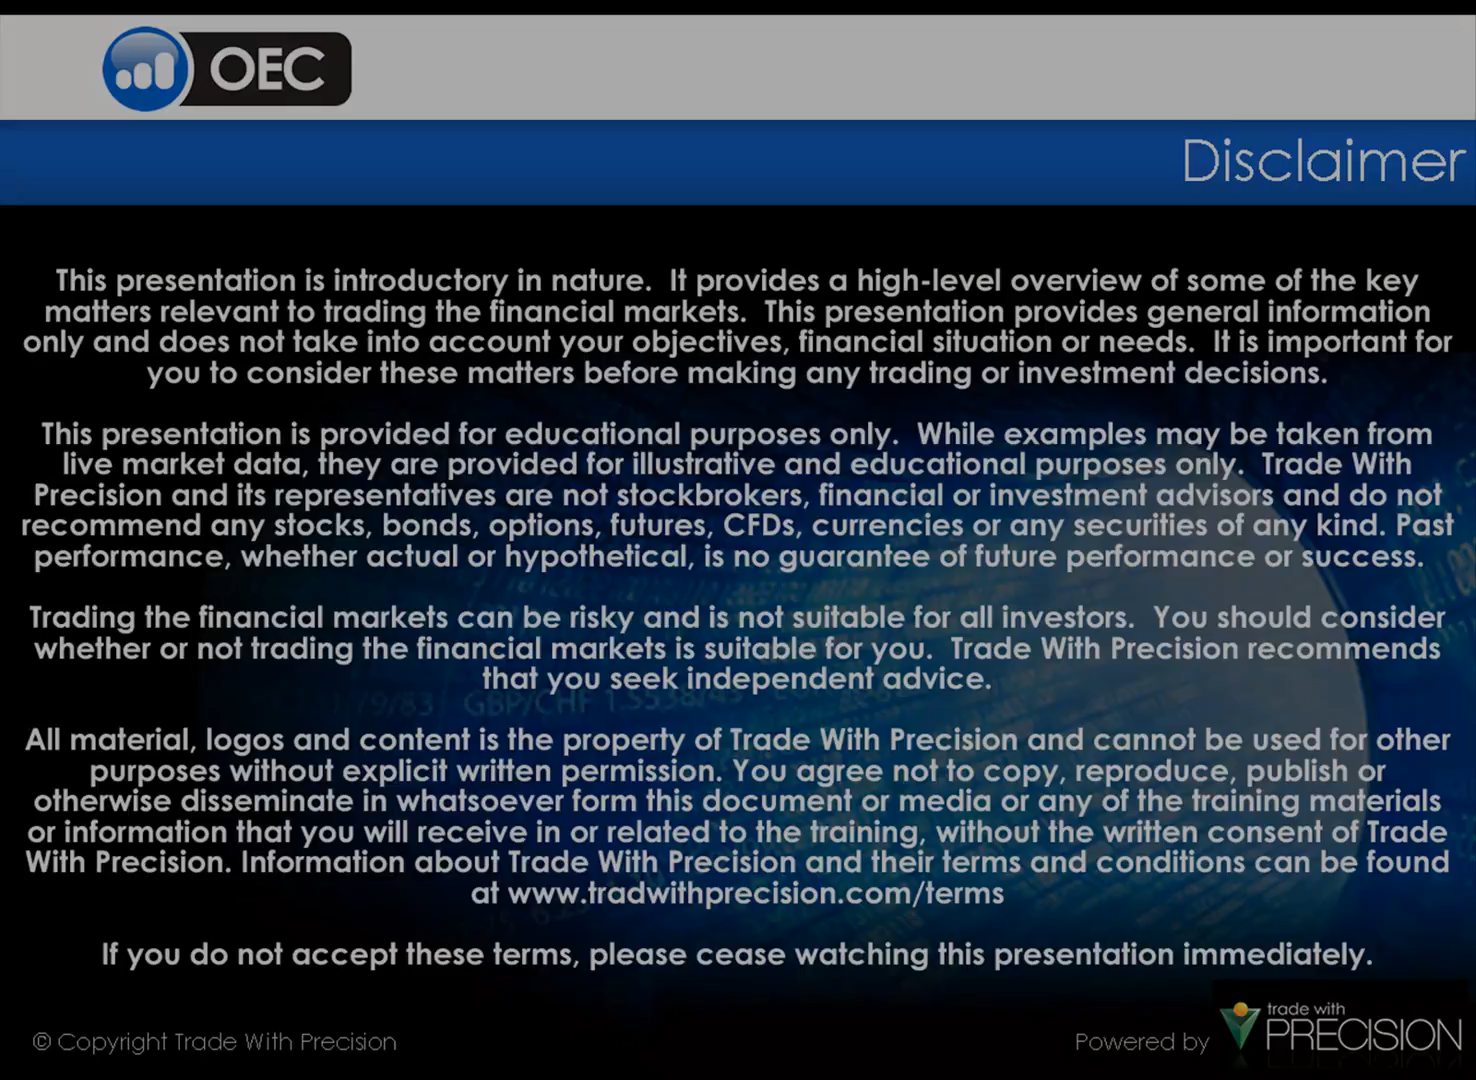 OEC
Disclaimer
This presentation is introductory in nature.  It provides a high-level overview of some of the key
matters relevant to trading the financial markets.  This presentation provides general information
only and does not take into account your objectives, financial situation or needs.  It is important for
you to consider these matters before making any trading or investment decisions.
This presentation is provided for educational purposes only.  While examples may be taken from
live market data, they are provided for illustrative and educational purposes only.  Trade With
Precision and its representatives are not stockbrokers, financial or investment advisors and do not
recommend any stocks, bonds, options, futures, CFDs, currencies or any securities of any kind. Past
performance, whether actual or hypothetical, is no guarantee of future performance or success.
Trading the financial markets can be risky and is not suitable for all investors.  You should consider
whether or not trading the financial markets is suitable for you.  Trade With Precision recommends
that you seek independent advice.
All material, logos and content is the property of Trade With Precision and cannot be used for other
purposes without explicit written permission. You agree not to copy, reproduce, publish or
otherwise disseminate in whatsoever form this document or media or any of the training materials
or information that you will receive in or related to the training, without the written consent of Trade
With Precision. Information about Trade With Precision and their terms and conditions can be found
at www.tradwithprecision.com/terms
If you do not accept these terms, please cease watching this presentation immediately.
© Copyright Trade With Precision
Powered by
trade with
PRECISION